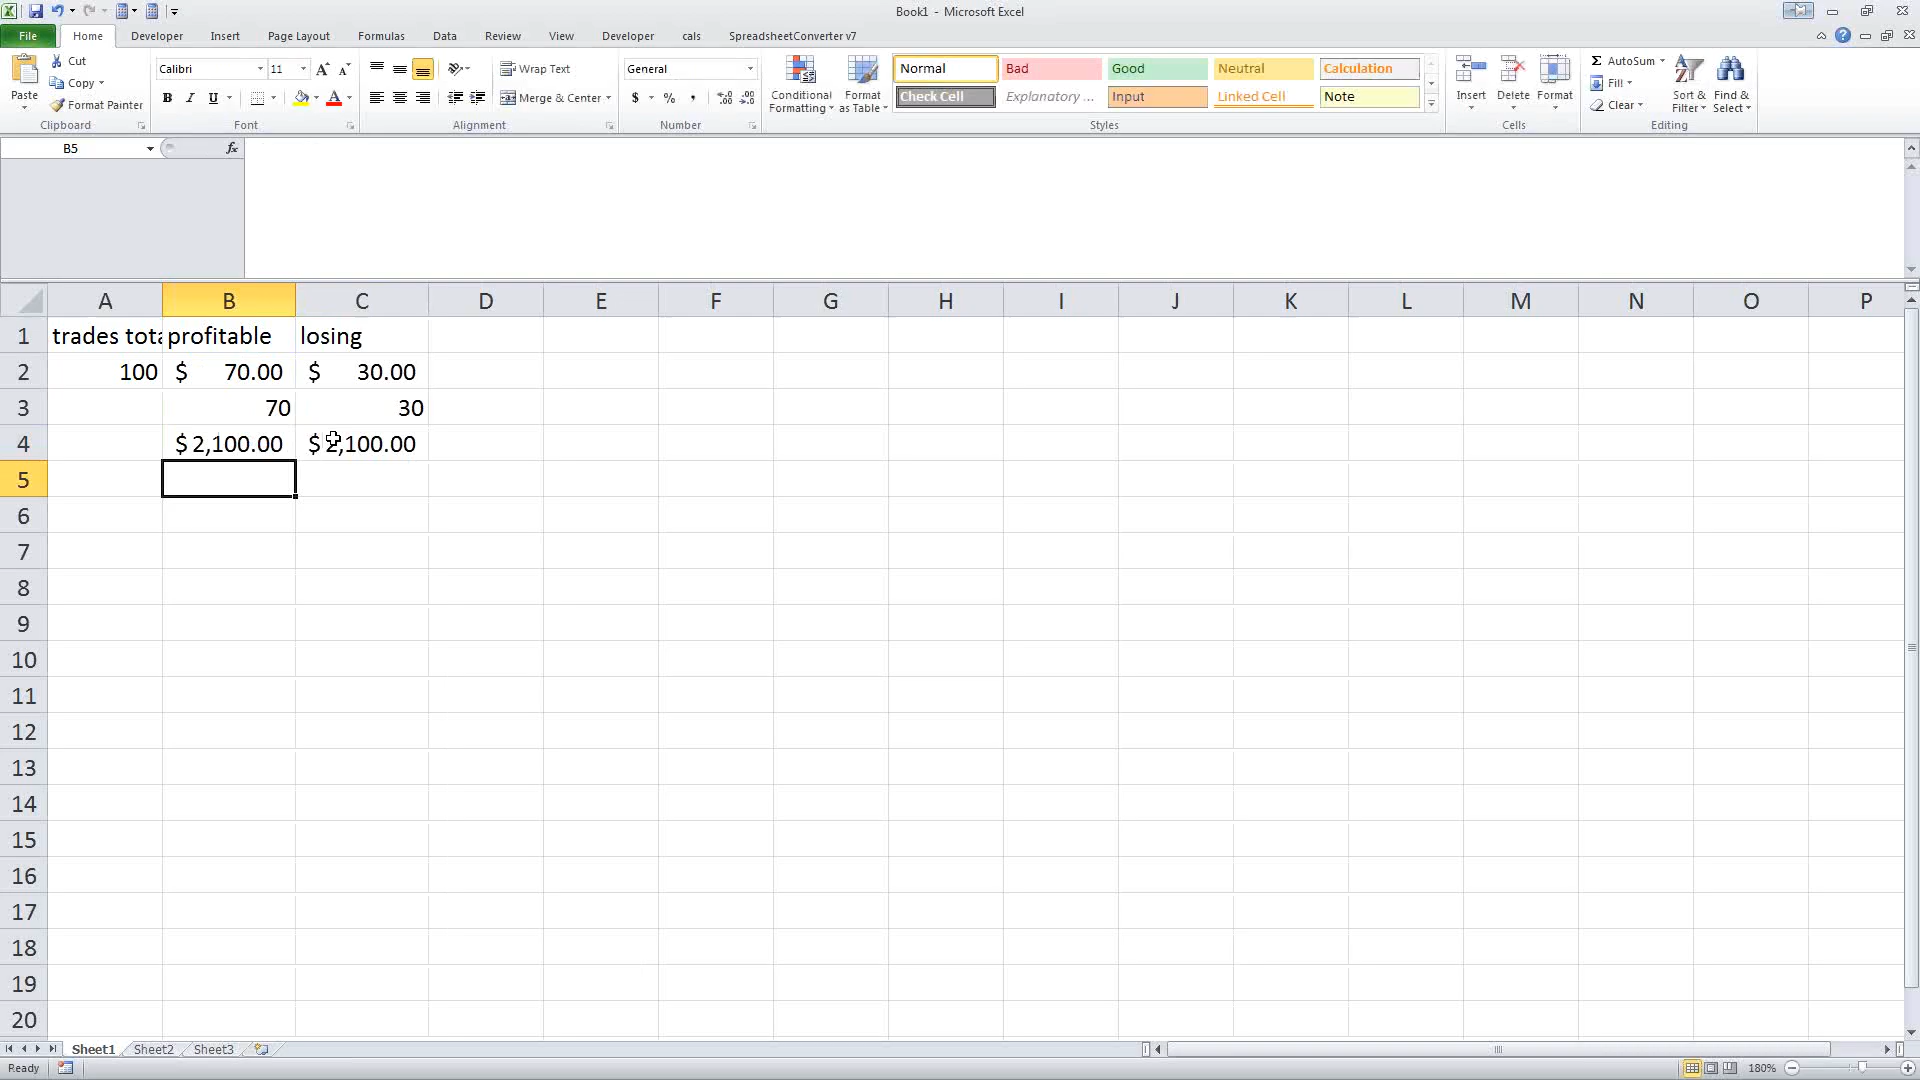 Book1 - Microsoft Excel
File Home Developer Insert Page Layout Formulas Data Review View Developer cals SpreadsheetConverter v7
Paste Cut Copy Format Painter Clipboard
Calibri 11 A A B I U A Font
Wrap Text Merge & Center Alignment
General $ % , .00 .0 Number
Conditional Formatting Format as Table
Normal Bad Good Neutral Calculation
Check Cell Explanatory ... Input Linked Cell Note
Styles
Insert Delete Format Cells
Σ AutoSum Fill Clear Sort & Filter Find & Select Editing
B5 fx
A B C D E F G H I J K L M N O P
1 trades tota profitable losing
2 100 $ 70.00 $ 30.00
3 70 30
4 $ 2,100.00 $ 2,100.00
5
6
7
8
9
10
11
12
13
14
15
16
17
18
19
20
Sheet1 Sheet2 Sheet3
Ready 180%